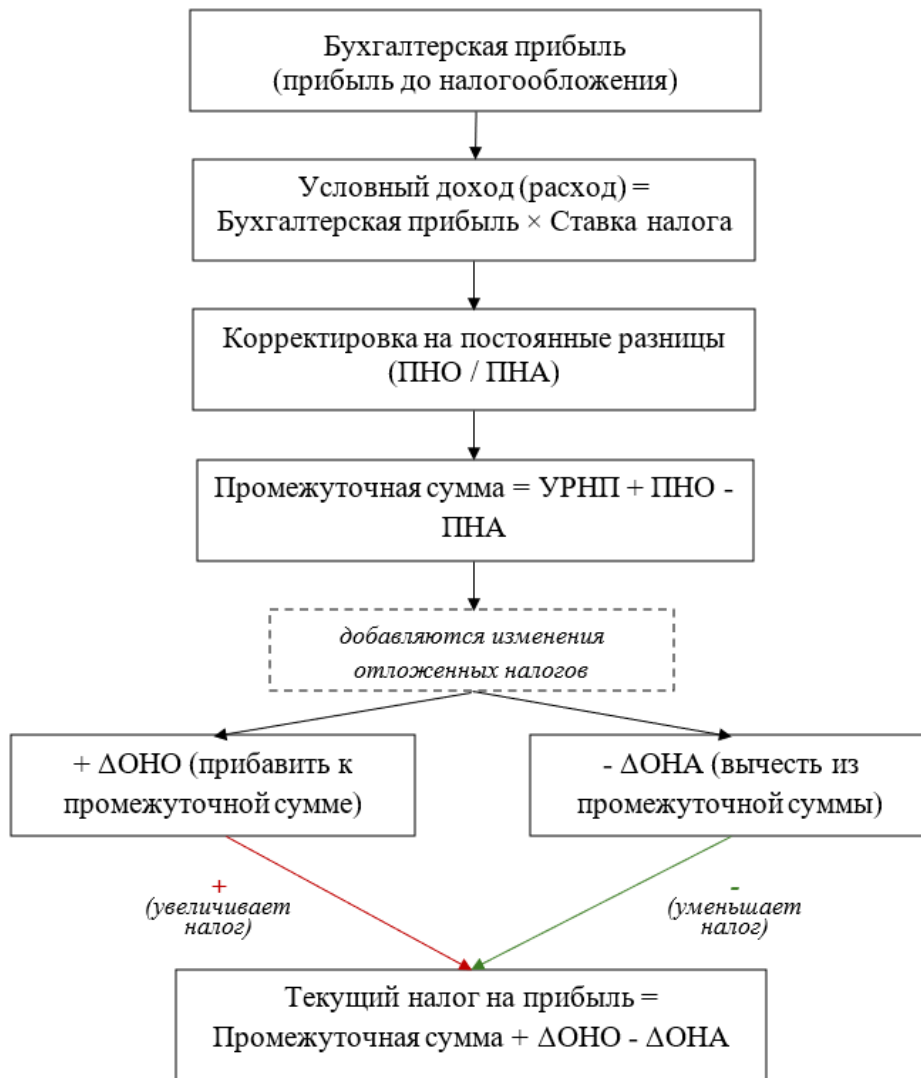 Бухгалтерская прибыль
(прибыль до налогообложения)
Условный доход (расход) =
Бухгалтерская прибыль × Ставка налога
Корректировка на постоянные разницы
(ПНО / ПНА)
Промежуточная сумма = УРНП + ПНО -
ПНА
добавляются изменения
отложенных налогов
+ ΔОНО (прибавить к
промежуточной сумме)
- ΔОНА (вычесть из
промежуточной суммы)
+
(увеличивает
налог)
-
(уменьшает
налог)
Текущий налог на прибыль =
Промежуточная сумма + ΔОНО - ΔОНА